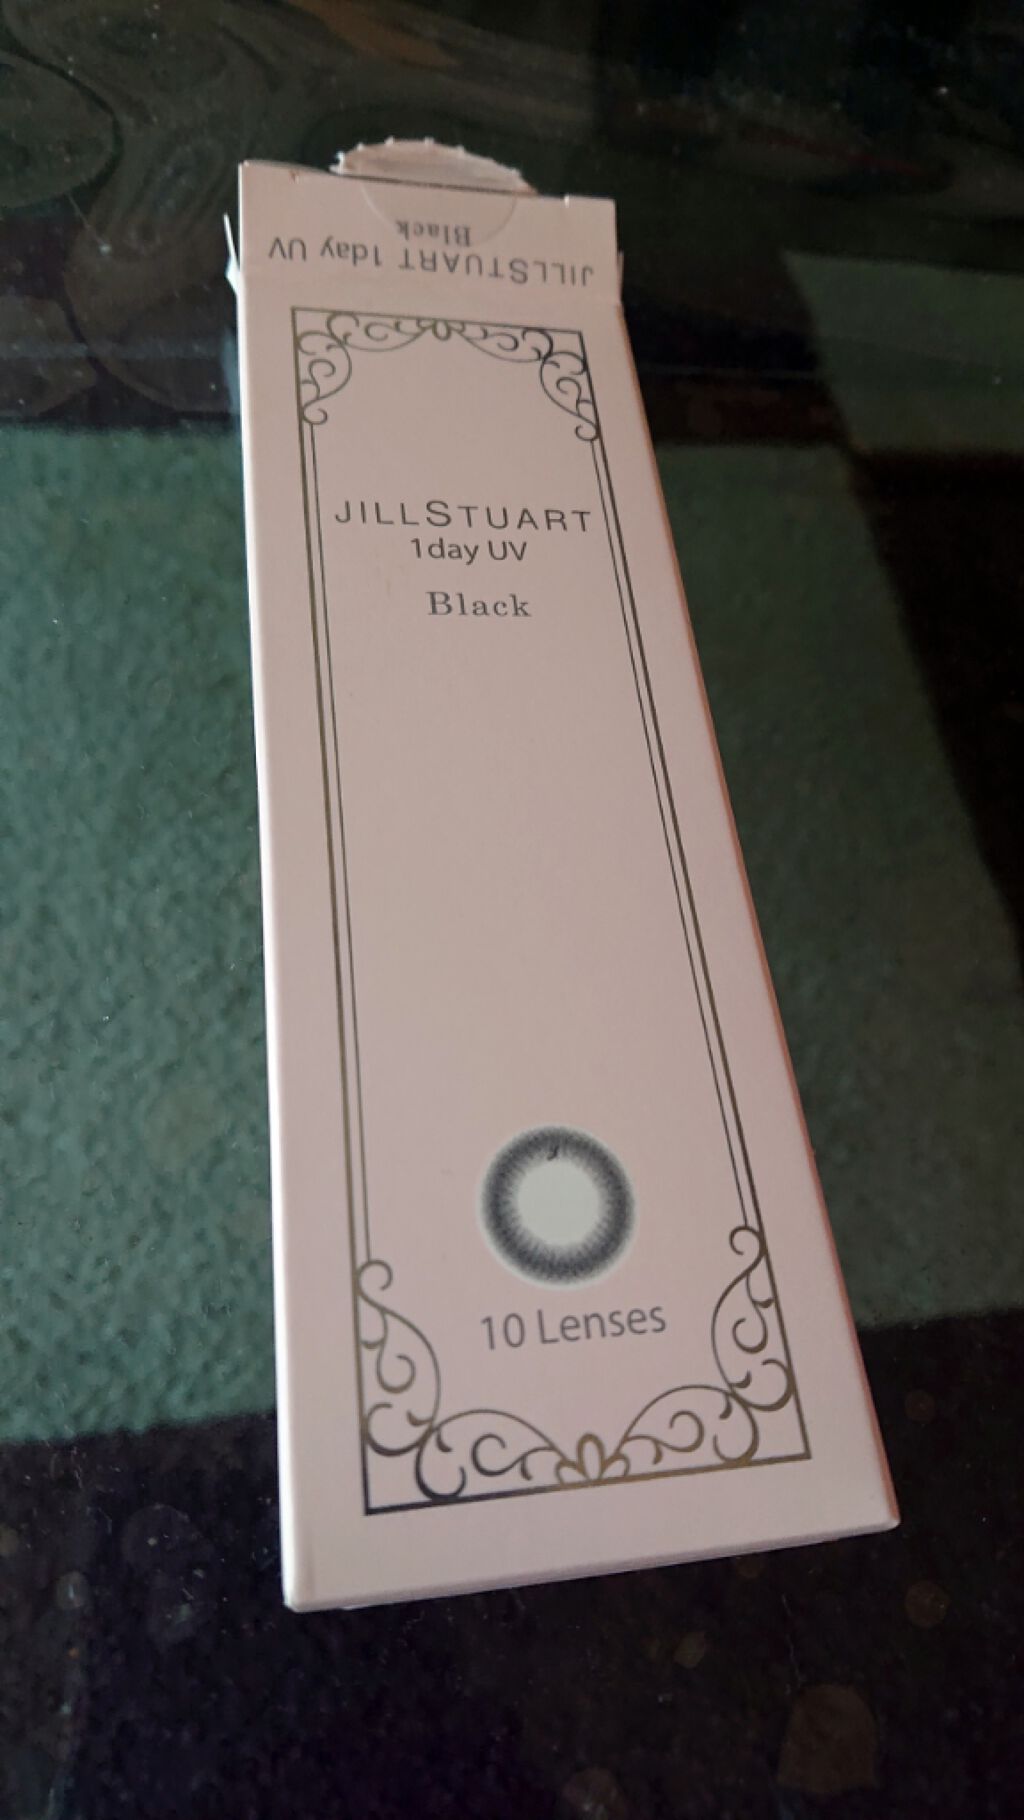 JILLSTUART 1day UV
Black
JILLSTUART
1day UV
Black
10 Lenses